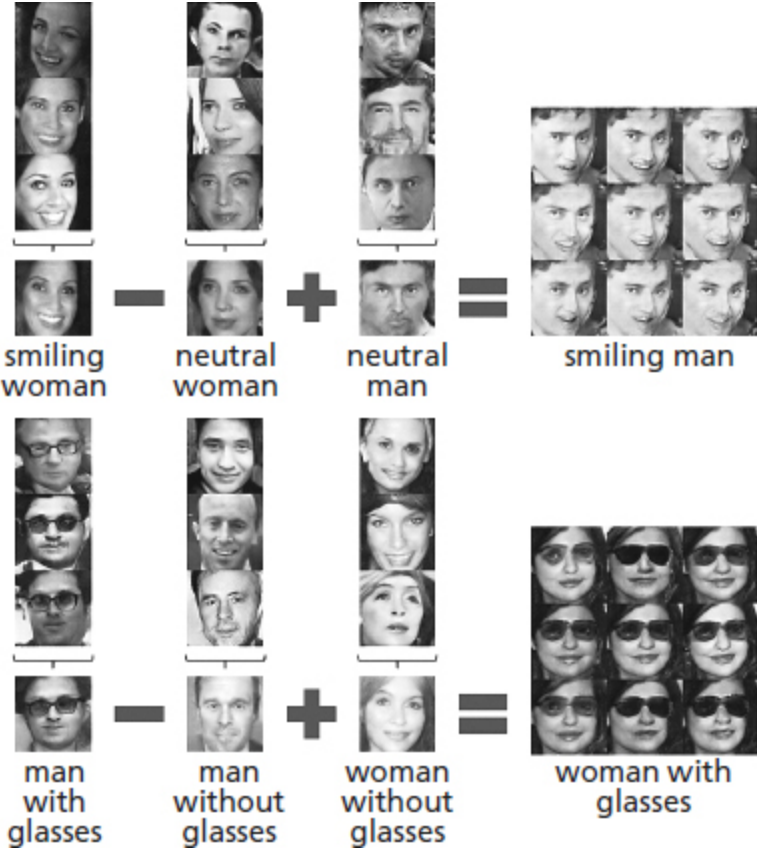 smiling
woman
neutral
woman
neutral
man
smiling man
man
with
glasses
man
without
glasses
woman
without
glasses
woman with
glasses